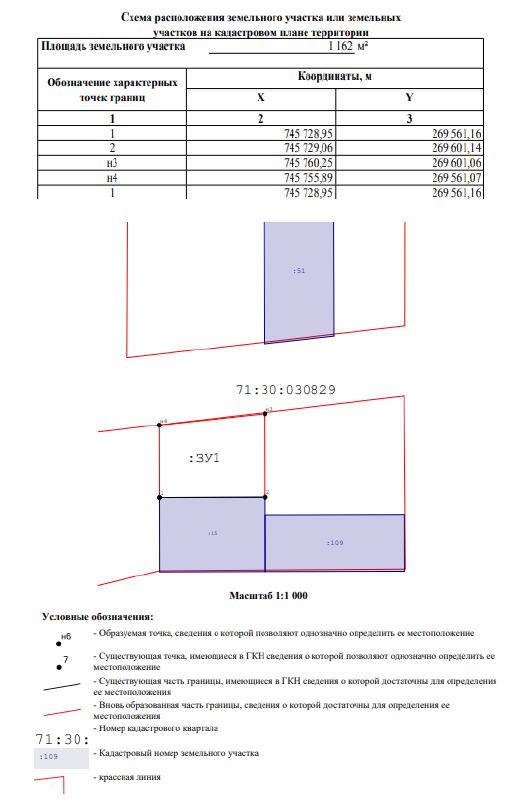 Схема расположения земельного участка или земельных
участков на кадастровом плане территории
Площадь земельного участка 1 162 м²
Обозначение характерных точек границ Координаты, м
X Y
1 2 3
1 745 728,95 269 561,16
2 745 729,06 269 601,14
н3 745 760,25 269 601,06
н4 745 755,89 269 561,07
1 745 728,95 269 561,16
:51
71:30:030829
н4 н3
:ЗУ1
1 2
:15
:109
Масштаб 1:1 000
Условные обозначения:
н6 - Образуемая точка, сведения о которой позволяют однозначно определить ее местоположение
7 - Существующая точка, имеющиеся в ГКН сведения о которой позволяют однозначно определить ее
местоположение
- Существующая часть границы, имеющиеся в ГКН сведения о которой достаточны для определения
ее местоположения
- Вновь образованная часть границы, сведения о которой достаточны для определения ее
местоположения
71:30: - Номер кадастрового квартала
:109 - Кадастровый номер земельного участка
- крассная линия